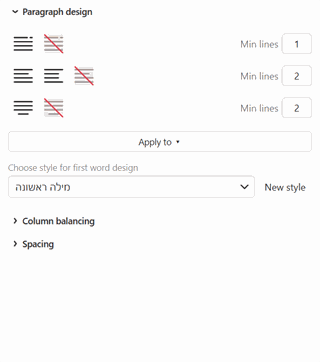 Paragraph design
Min lines 1
Min lines 2
Min lines 2
Apply to
Choose style for first word design
מילה ראשונה New style
Column balancing
Spacing